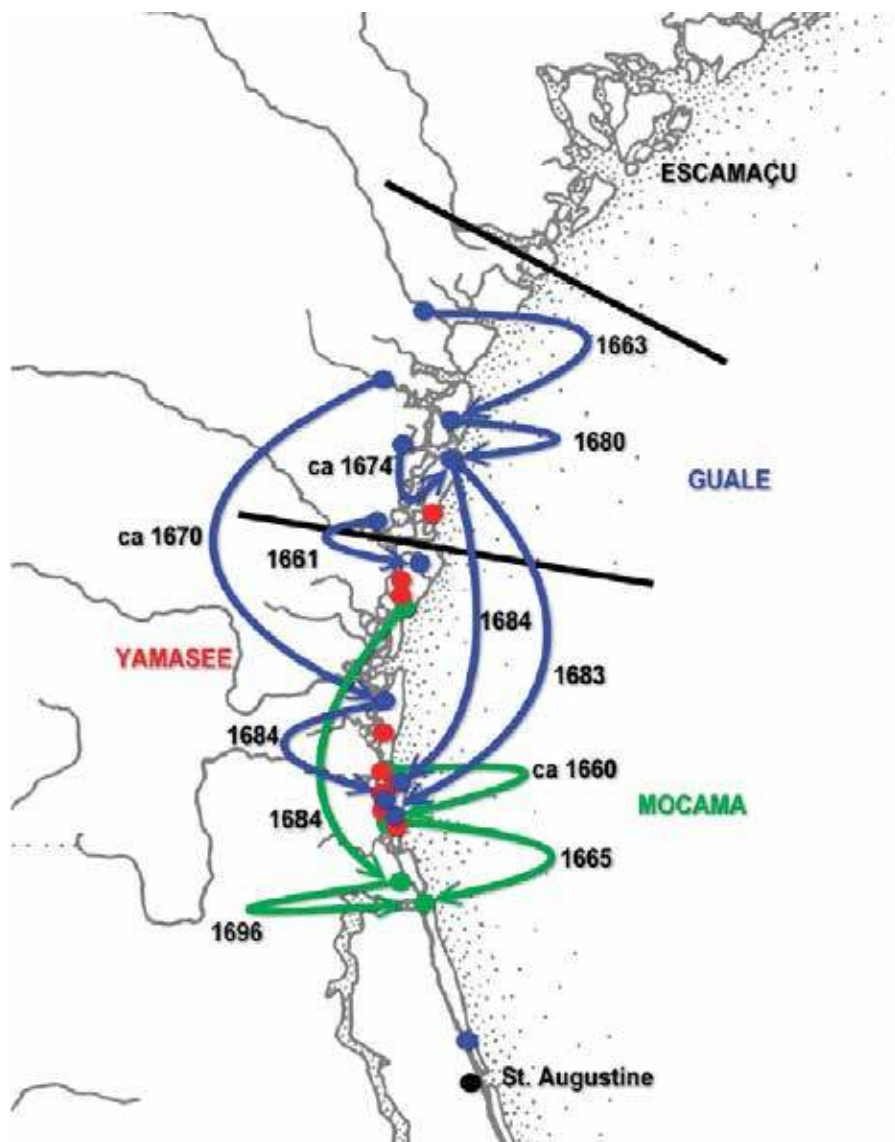 ESCAMAÇU
1663
1680
ca 1674
GUALE
ca 1670
1661
1684
YAMASEE
1683
1684
ca 1660
MOCAMA
1684
1665
1696
St. Augustine